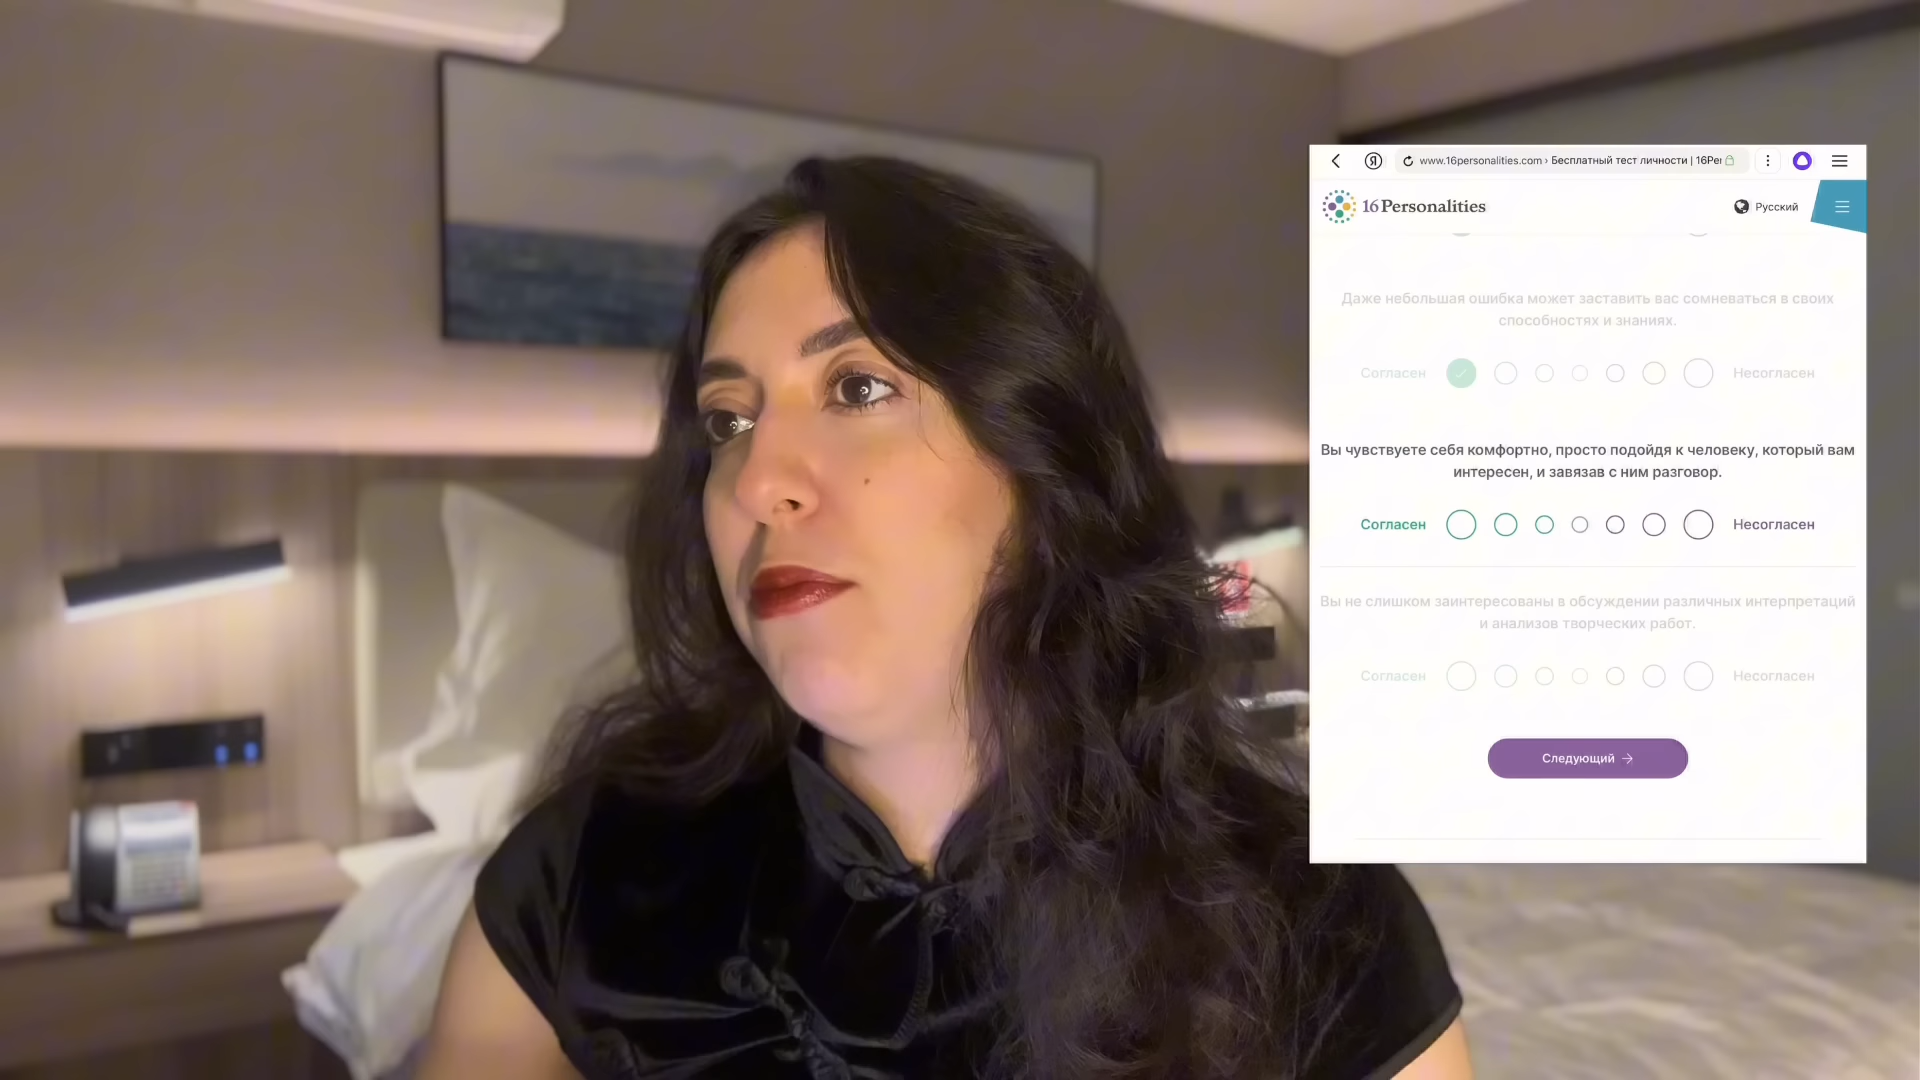 www.16personalities.com › Бесплатный тест личности | 16Per
16Personalities
Русский
Даже небольшая ошибка может заставить вас сомневаться в своих
способностях и знаниях.
Согласен Несогласен
Вы чувствуете себя комфортно, просто подойдя к человеку, который вам
интересен, и завязав с ним разговор.
Согласен Несогласен
Вы не слишком заинтересованы в обсуждении различных интерпретаций
и анализов творческих работ.
Согласен Несогласен
Следующий →